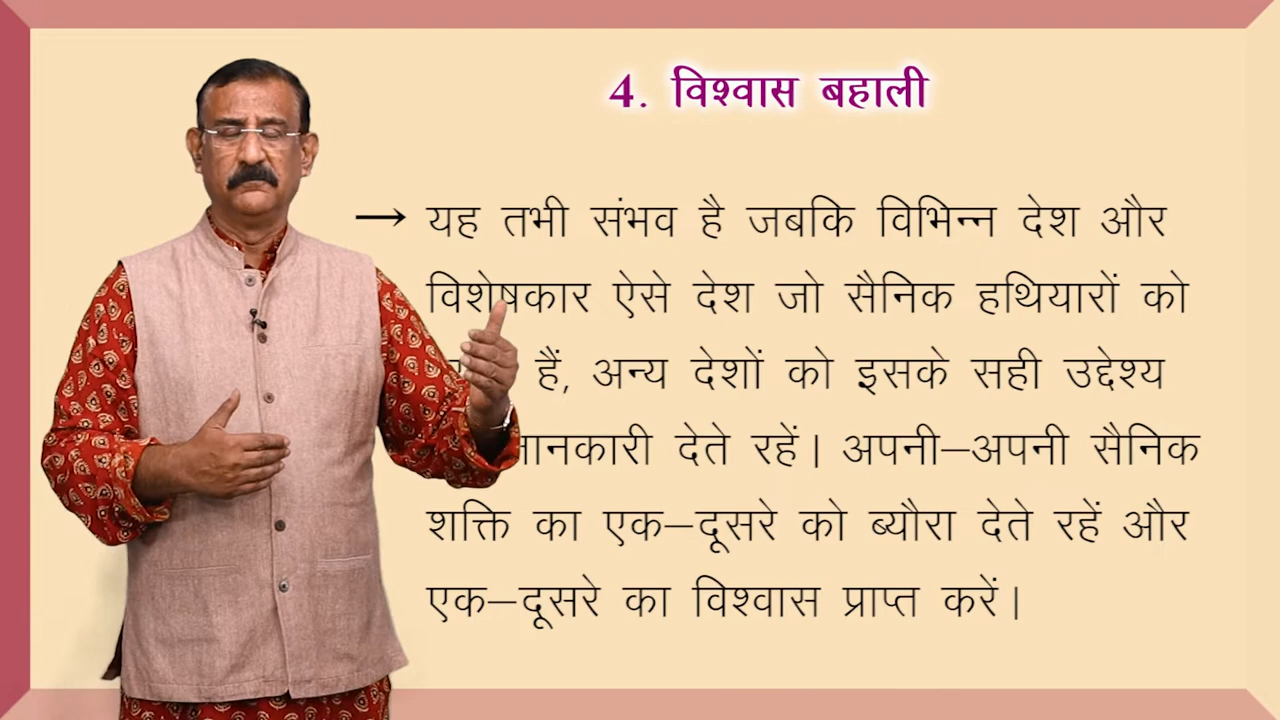 4. विश्वास बहाली
→ यह तभी संभव है जबकि विभिन्न देश और
विशेषकार ऐसे देश जो सैनिक हथियारों को
हैं, अन्य देशों को इसके सही उद्देश्य
देते रहें। अपनी–अपनी सैनिक
शक्ति का एक–दूसरे को ब्यौरा देते रहें और
एक–दूसरे का विश्वास प्राप्त करें।